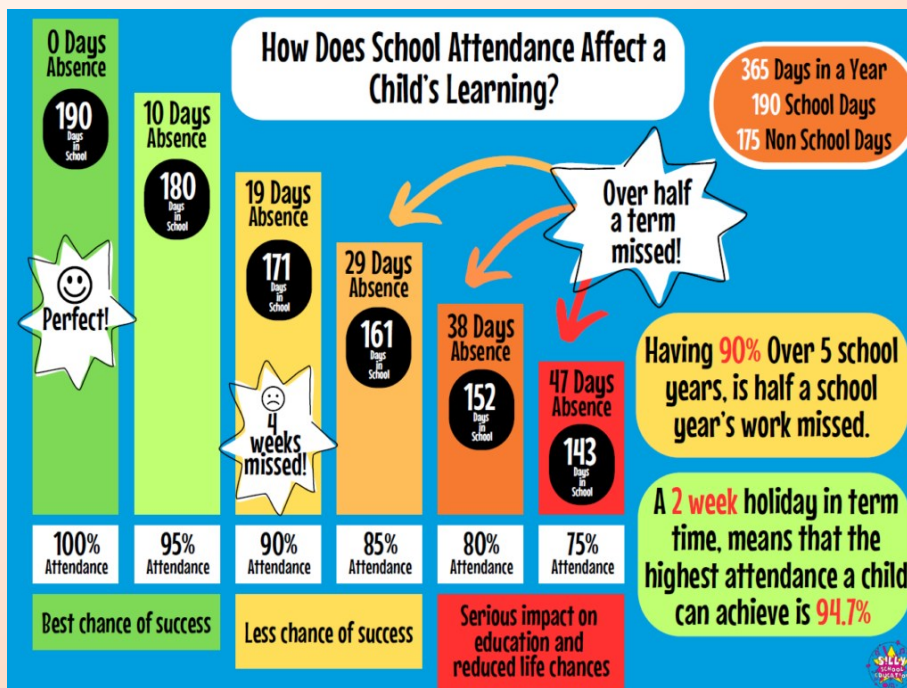 How Does School Attendance Affect a
Child's Learning?
365 Days in a Year
190 School Days
175 Non School Days
0 Days
Absence
190
Days
in
School
Perfect!
100%
Attendance
10 Days
Absence
180
Days
in
School
95%
Attendance
19 Days
Absence
171
Days
in
School
4
weeks
missed!
90%
Attendance
29 Days
Absence
161
Days
in
School
85%
Attendance
38 Days
Absence
152
Days
in
School
80%
Attendance
47 Days
Absence
143
Days
in
School
75%
Attendance
Over half
a term
missed!
Best chance of success
Less chance of success
Serious impact on
education and
reduced life chances
Having 90% Over 5 school
years, is half a school
year's work missed.
A 2 week holiday in term
time, means that the
highest attendance a child
can achieve is 94.7%
SILLY
SCHOOL
EDUCATION